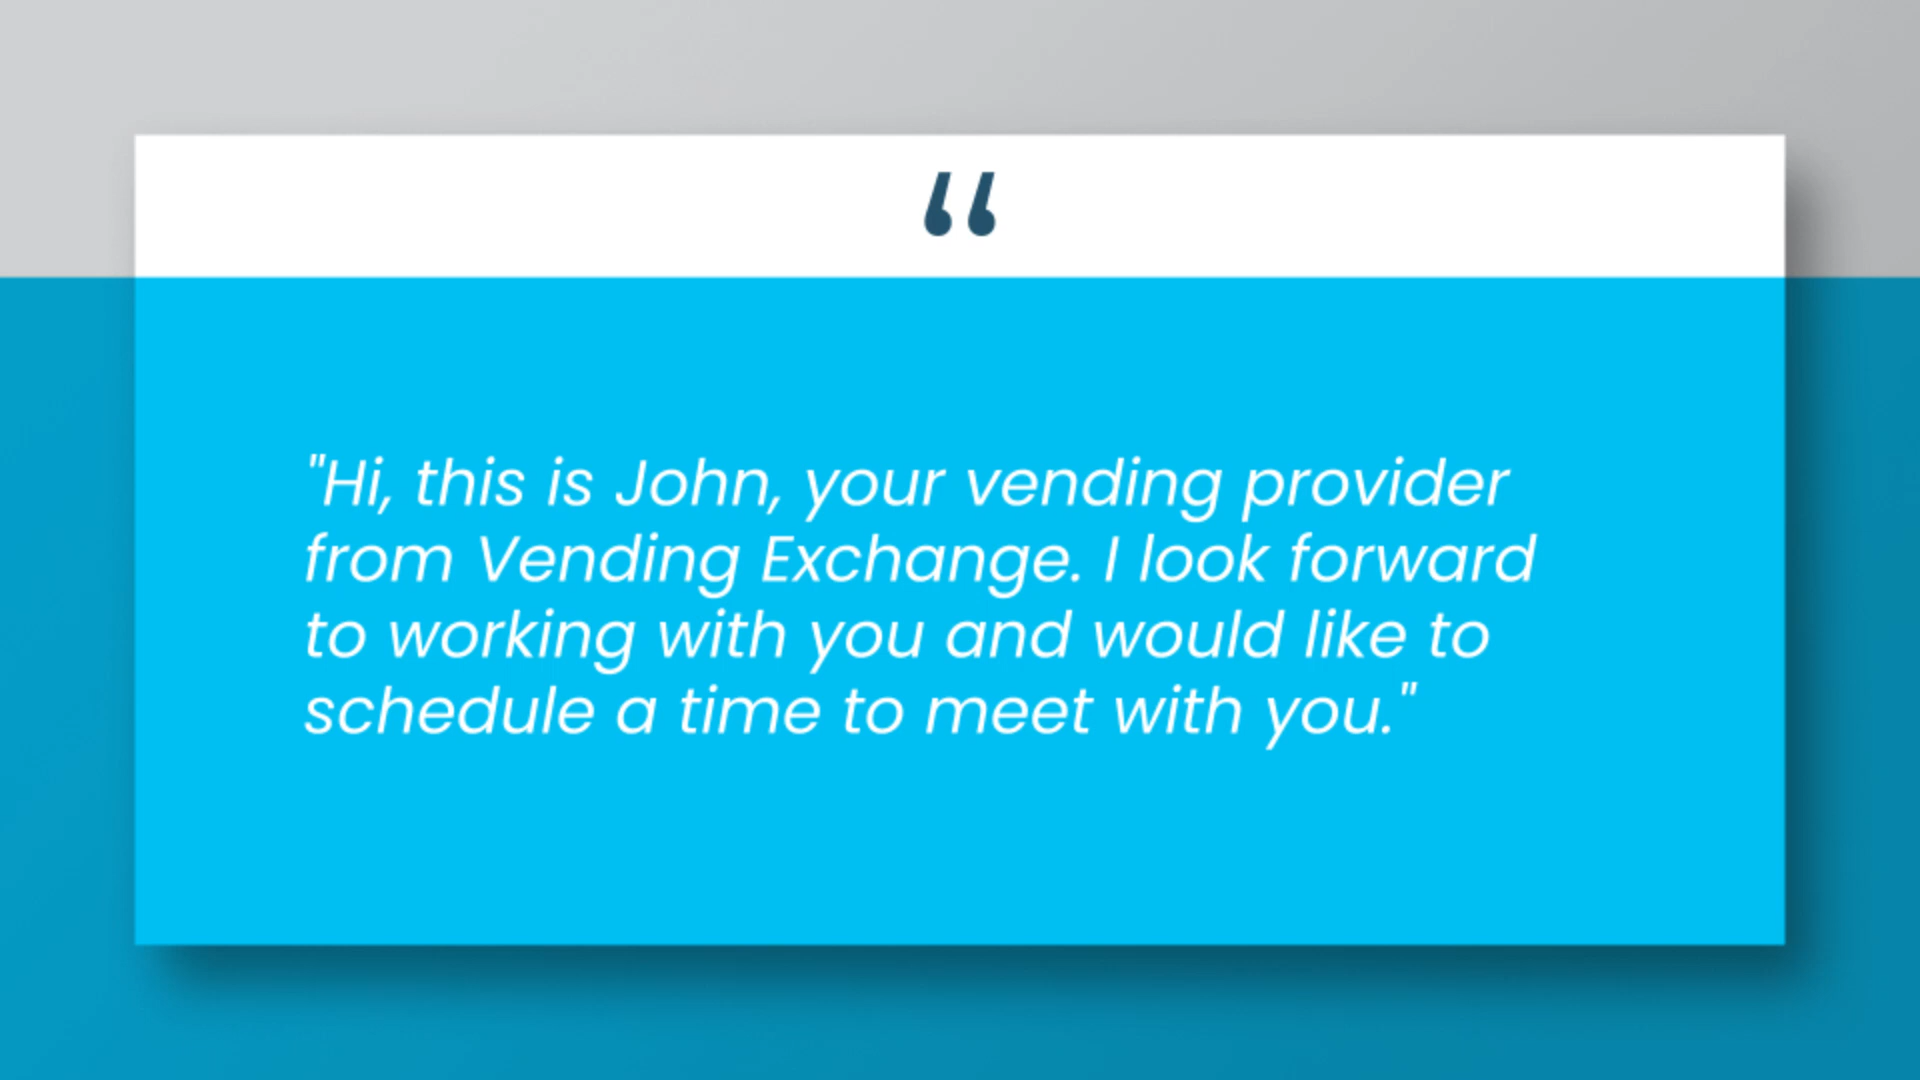 “
"Hi, this is John, your vending provider
from Vending Exchange. I look forward
to working with you and would like to
schedule a time to meet with you."